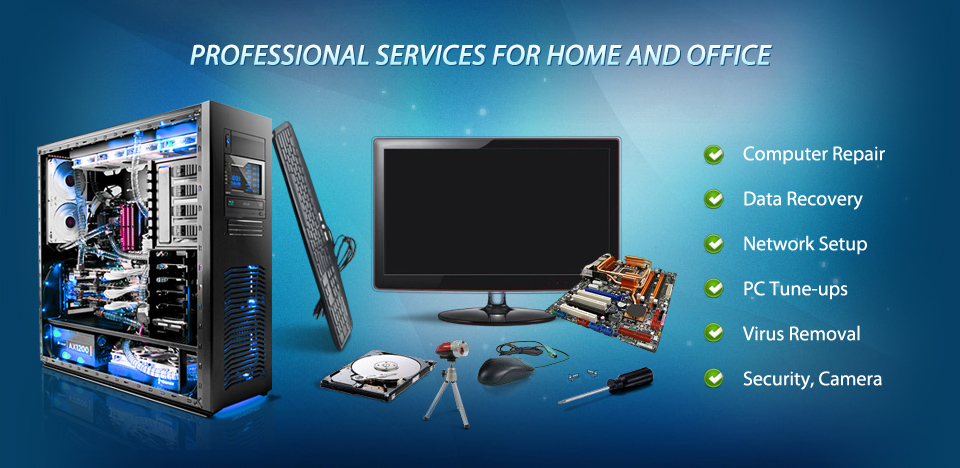 PROFESSIONAL SERVICES FOR HOME AND OFFICE
Computer Repair
Data Recovery
Network Setup
PC Tune-ups
Virus Removal
Security, Camera
AX1200